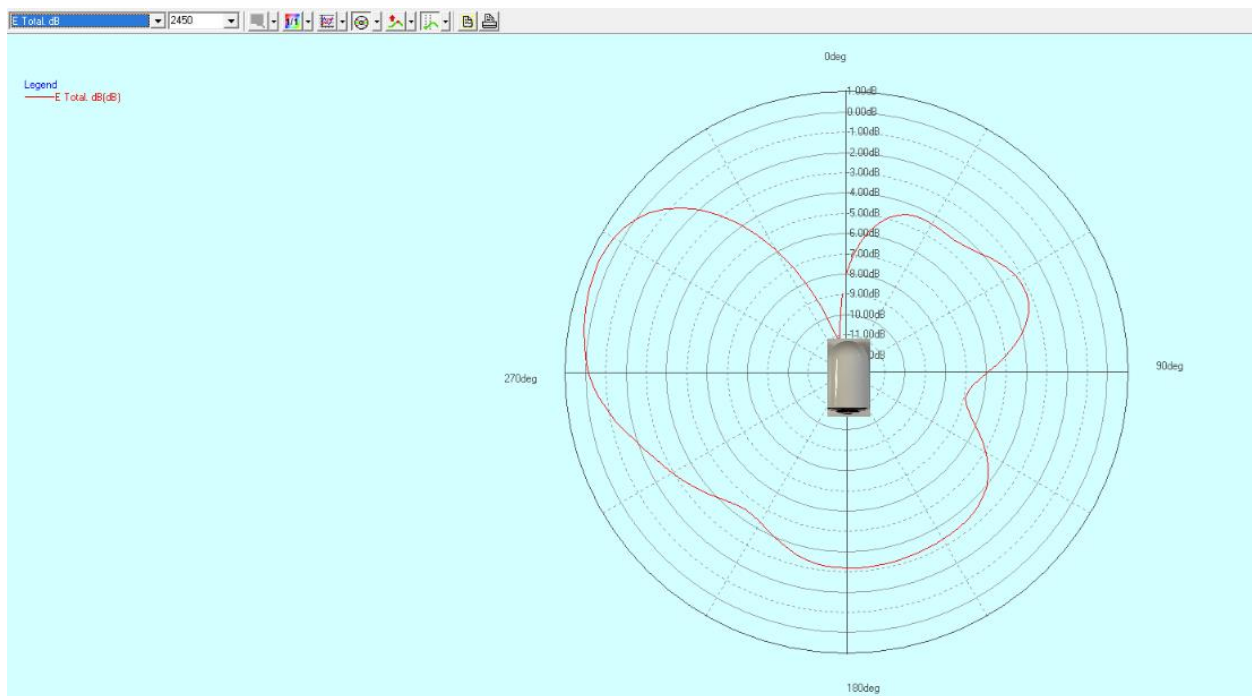 E Total. dB 2450
0deg
Legend
E Total. dB(dB)
1.00dB
0.00dB
-1.00dB
-2.00dB
-3.00dB
-4.00dB
-5.00dB
-6.00dB
-7.00dB
-8.00dB
-9.00dB
-10.00dB
-11.00dB
0dB
90deg
270deg
180deg